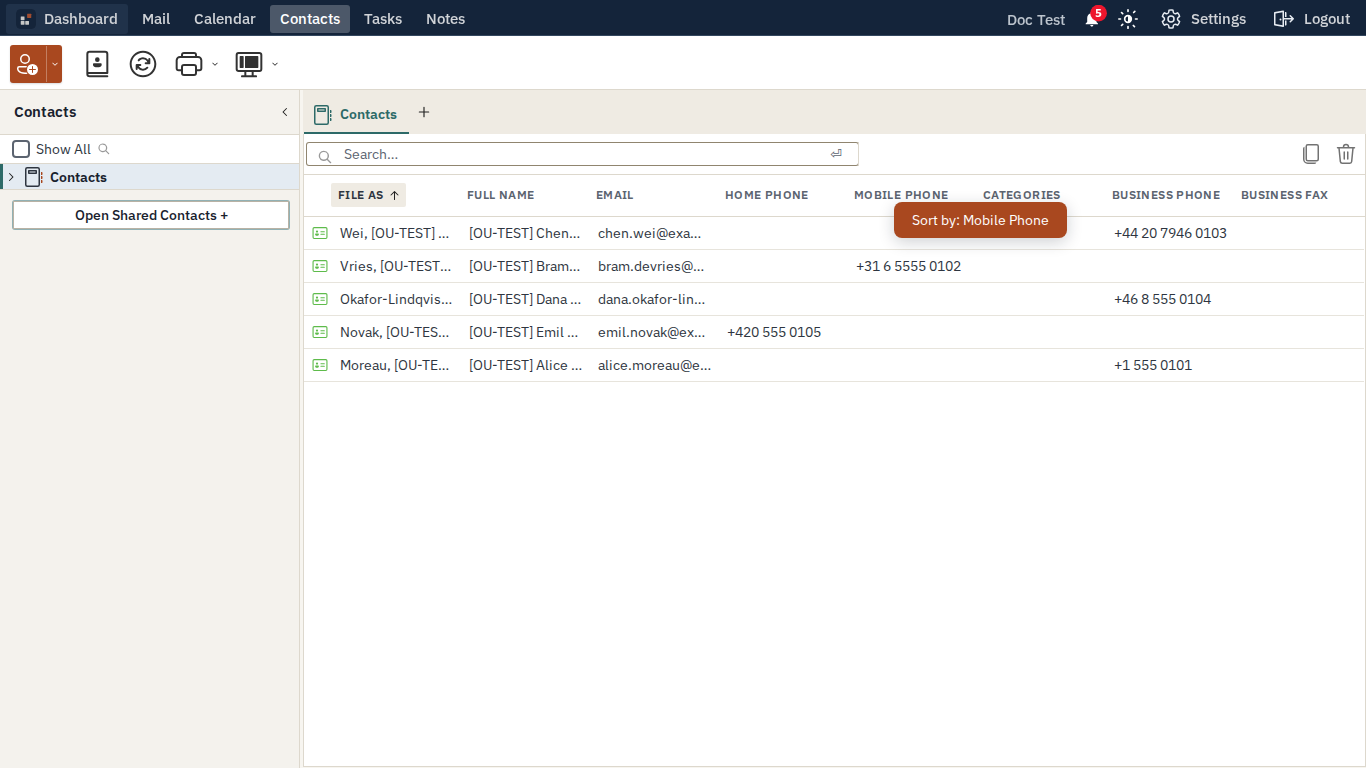 Dashboard Mail Calendar Contacts Tasks Notes Doc Test 5 Settings Logout
Contacts
Show All
Contacts
Open Shared Contacts +
Contacts +
Search...
FILE AS FULL NAME EMAIL HOME PHONE MOBILE PHONE CATEGORIES BUSINESS PHONE BUSINESS FAX
Sort by: Mobile Phone
Wei, [OU-TEST] ... [OU-TEST] Chen... chen.wei@exa... +44 20 7946 0103
Vries, [OU-TEST... [OU-TEST] Bram... bram.devries@... +31 6 5555 0102
Okafor-Lindqvis... [OU-TEST] Dana ... dana.okafor-lin... +46 8 555 0104
Novak, [OU-TES... [OU-TEST] Emil ... emil.novak@ex... +420 555 0105
Moreau, [OU-TE... [OU-TEST] Alice ... alice.moreau@e... +1 555 0101